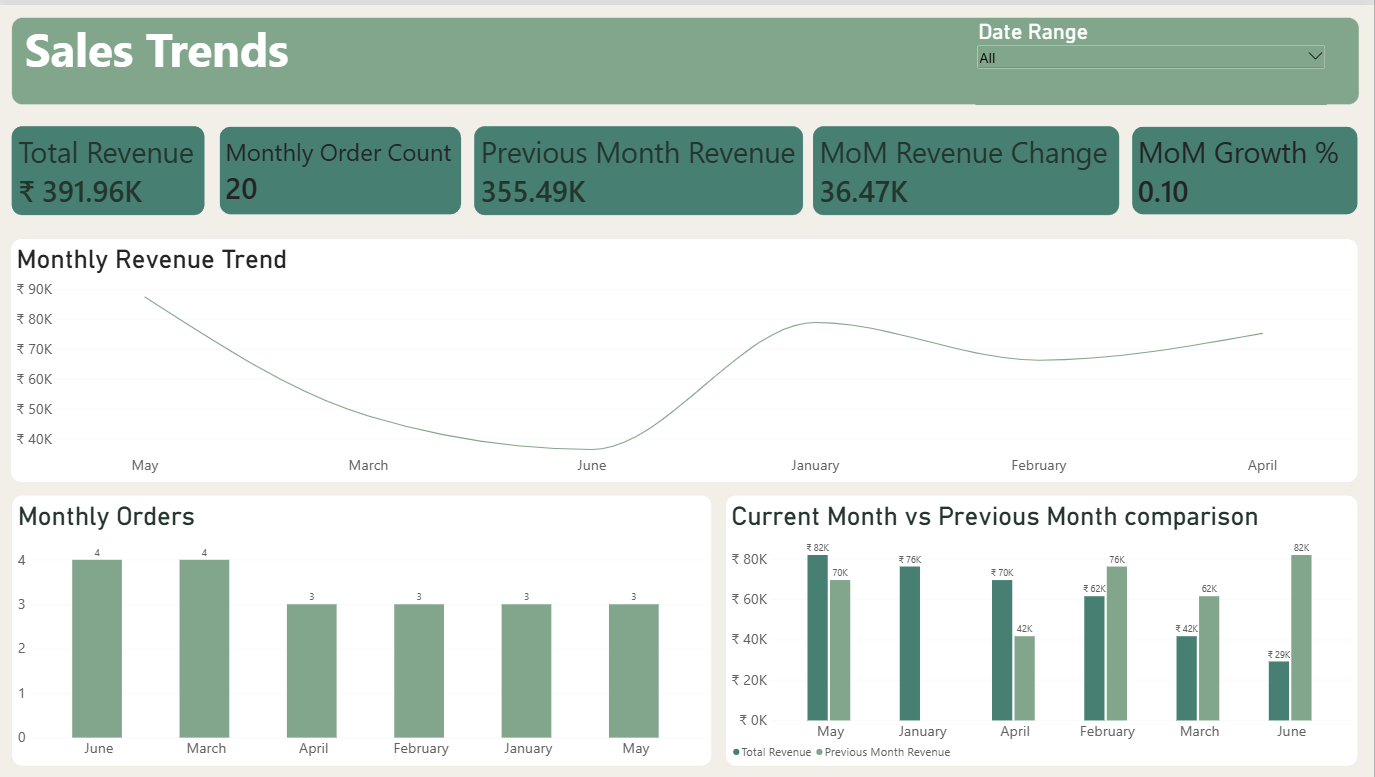 Sales Trends
Date Range
All
Total Revenue
₹ 391.96K
Monthly Order Count
20
Previous Month Revenue
355.49K
MoM Revenue Change
36.47K
MoM Growth %
0.10
Monthly Revenue Trend
₹ 90K
₹ 80K
₹ 70K
₹ 60K
₹ 50K
₹ 40K
May March June January February April
Monthly Orders
4 4 3 3 3 3
4
3
2
1
0
June March April February January May
Current Month vs Previous Month comparison
₹ 80K
₹ 60K
₹ 40K
₹ 20K
₹ 0K
₹ 82K 70K ₹ 76K ₹ 70K 42K ₹ 62K 76K ₹ 42K 62K ₹ 29K 82K
May January April February March June
Total Revenue Previous Month Revenue